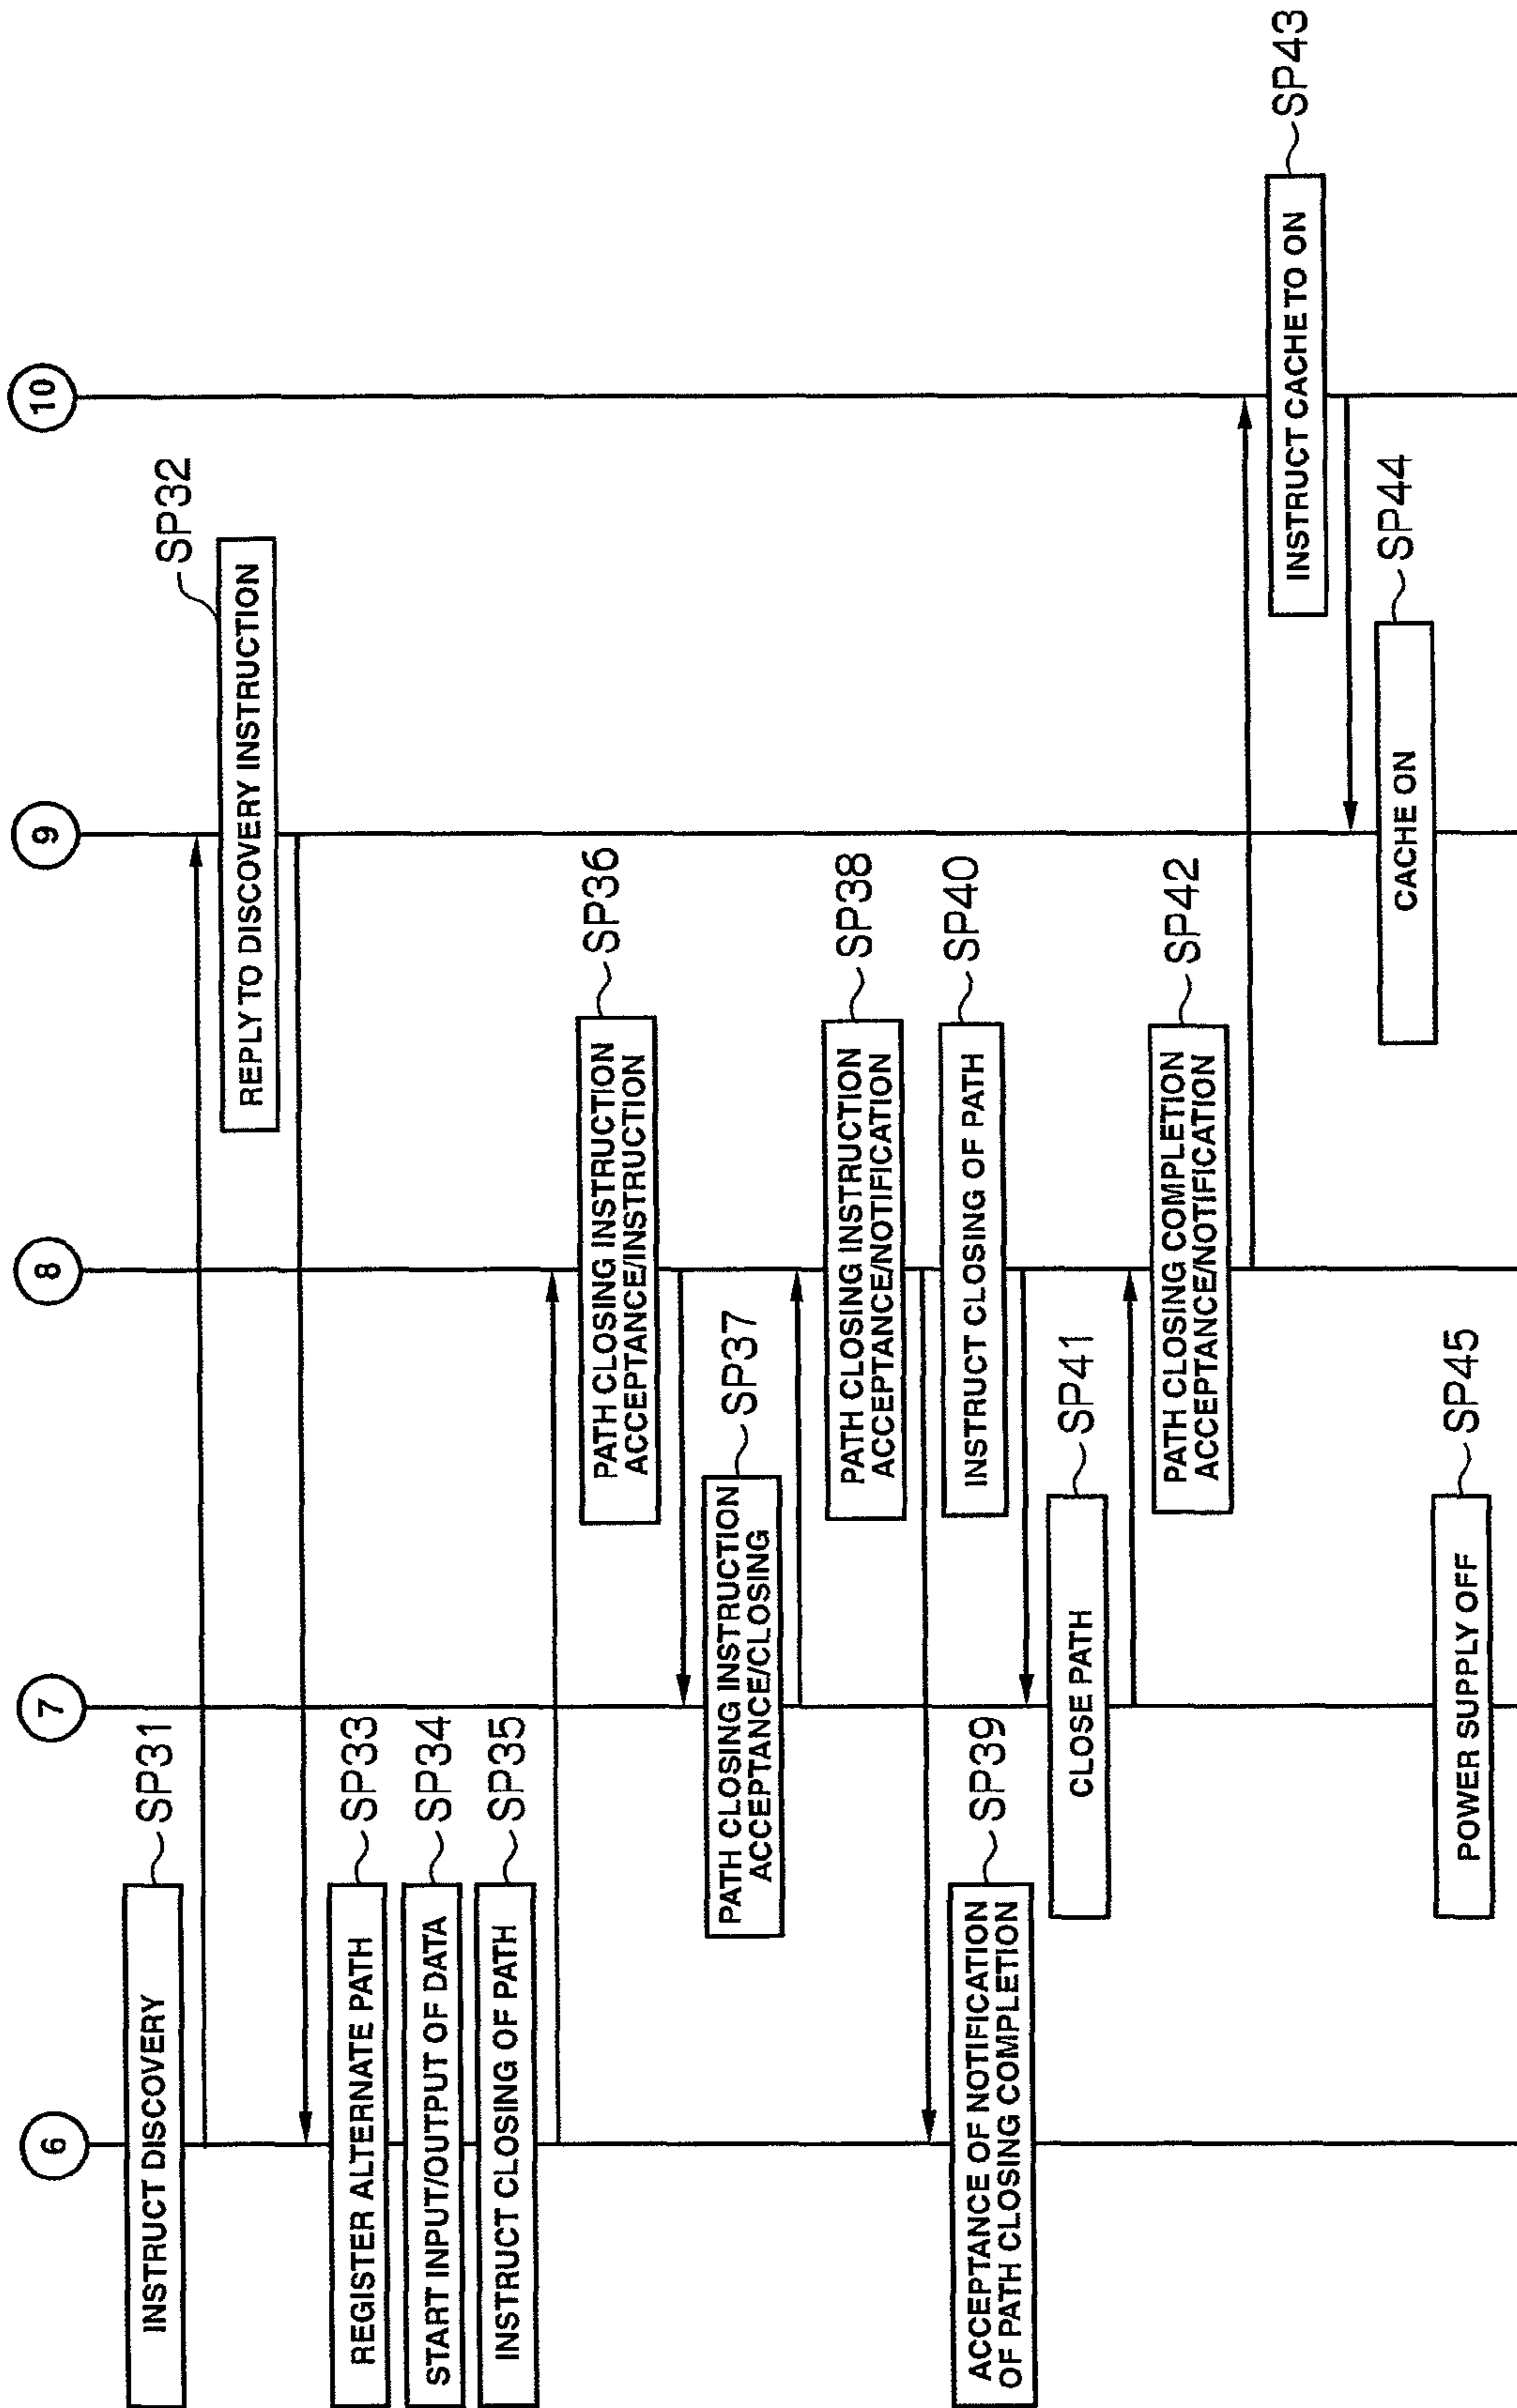 6
7
8
9
10
INSTRUCT DISCOVERY
SP31
REPLY TO DISCOVERY INSTRUCTION
SP32
REGISTER ALTERNATE PATH
SP33
START INPUT/OUTPUT OF DATA
SP34
INSTRUCT CLOSING OF PATH
SP35
PATH CLOSING INSTRUCTION
ACCEPTANCE/INSTRUCTION
SP36
PATH CLOSING INSTRUCTION
ACCEPTANCE/CLOSING
SP37
PATH CLOSING INSTRUCTION
ACCEPTANCE/NOTIFICATION
SP38
ACCEPTANCE OF NOTIFICATION
OF PATH CLOSING COMPLETION
SP39
INSTRUCT CLOSING OF PATH
SP40
CLOSE PATH
SP41
PATH CLOSING COMPLETION
ACCEPTANCE/NOTIFICATION
SP42
INSTRUCT CACHE TO ON
SP43
CACHE ON
SP44
POWER SUPPLY OFF
SP45